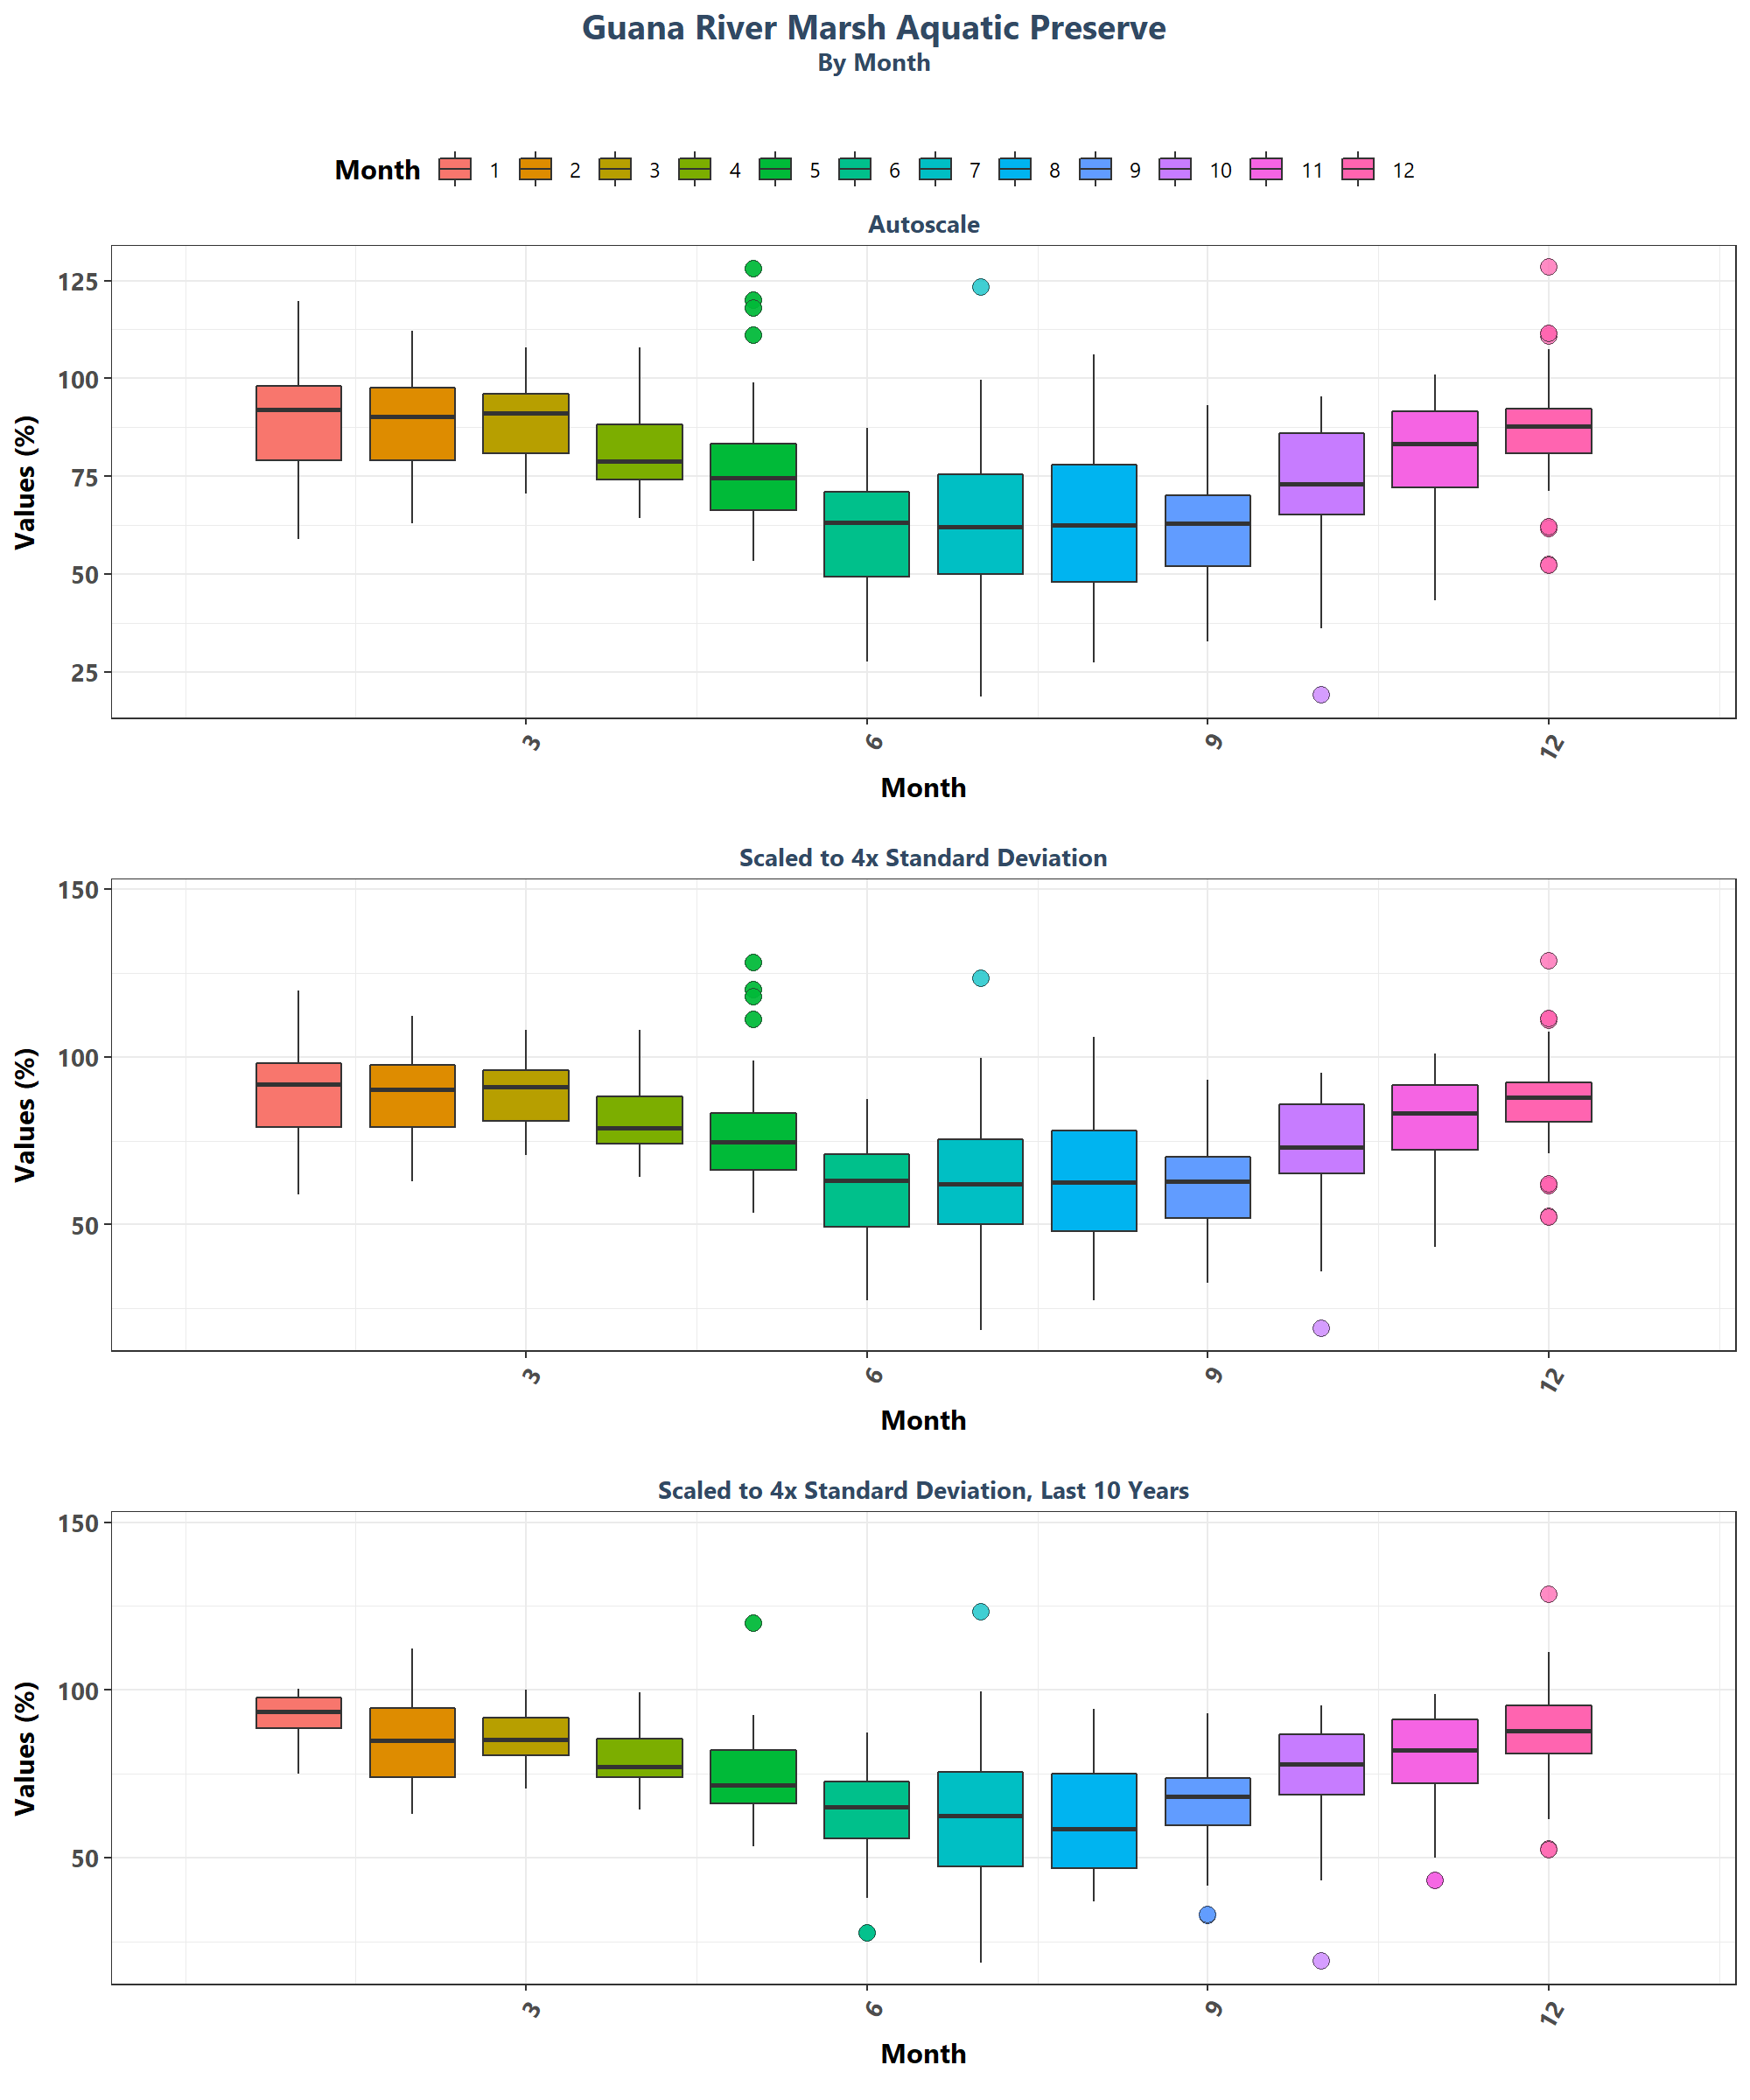 Guana River Marsh Aquatic Preserve
By Month
Month 1 2 3 4 5 6 7 8 9 10 11 12
Autoscale
Values (%)
125
100
75
50
25
3 6 9 12
Month
Scaled to 4x Standard Deviation
Values (%)
150
100
50
3 6 9 12
Month
Scaled to 4x Standard Deviation, Last 10 Years
Values (%)
150
100
50
3 6 9 12
Month